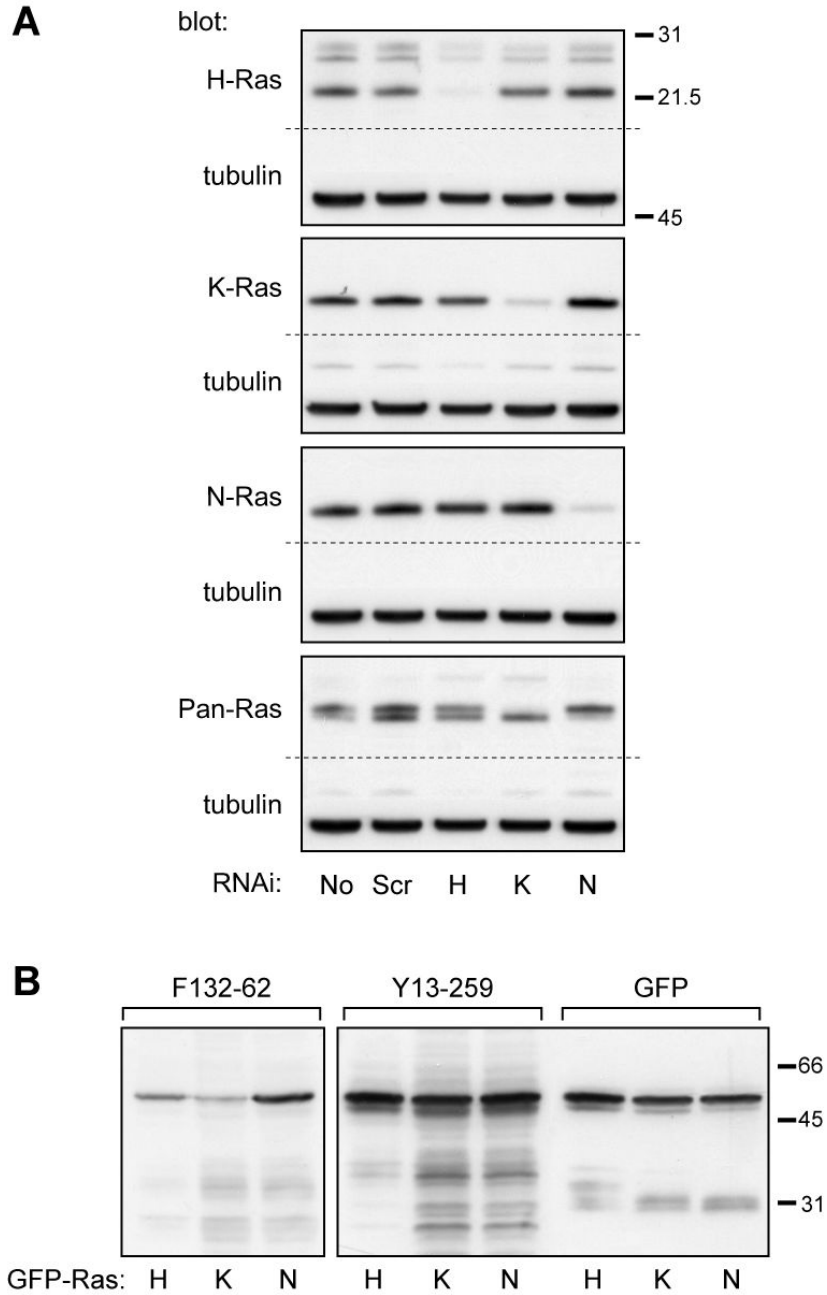 A
blot:
H-Ras
31
21.5
tubulin
45
K-Ras
tubulin
N-Ras
tubulin
Pan-Ras
tubulin
RNAi: No Scr H K N
B
F132-62 Y13-259 GFP
66
45
31
GFP-Ras: H K N H K N H K N